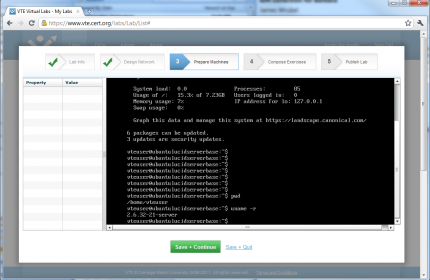 VTE Virtual Labs - My Labs
https://www.vte.cert.org/labs/Lab/List#
Lab Info
Design Network
3 Prepare Machines
4 Compose Exercises
5 Publish Lab
Property Value
System load: 0.0 Processes: 85
Usage of /: 15.3% of 7.23GB Users logged in: 0
Memory usage: 7% IP address for lo: 127.0.0.1
Swap usage: 0%
Graph this data and manage this system at https://landscape.canonical.com/
6 packages can be updated.
3 updates are security updates.
vteuser@ubuntulucidserverbase:~$
vteuser@ubuntulucidserverbase:~$
vteuser@ubuntulucidserverbase:~$
vteuser@ubuntulucidserverbase:~$
vteuser@ubuntulucidserverbase:~$
vteuser@ubuntulucidserverbase:~$
vteuser@ubuntulucidserverbase:~$
vteuser@ubuntulucidserverbase:~$ pwd
/home/vteuser
vteuser@ubuntulucidserverbase:~$ uname -r
2.6.32-21-server
vteuser@ubuntulucidserverbase:~$
Save + Continue
Save + Quit
Terms and Conditions